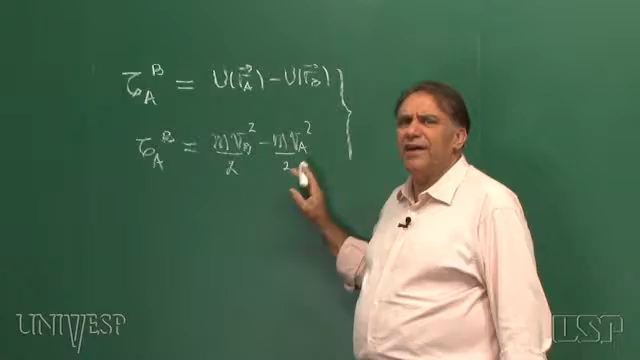 τ_A^B = U(r⃗_A) − U(r⃗_B) }
τ_A^B = mv_B²/2 − mv_A²/2
UNIVESP
USP